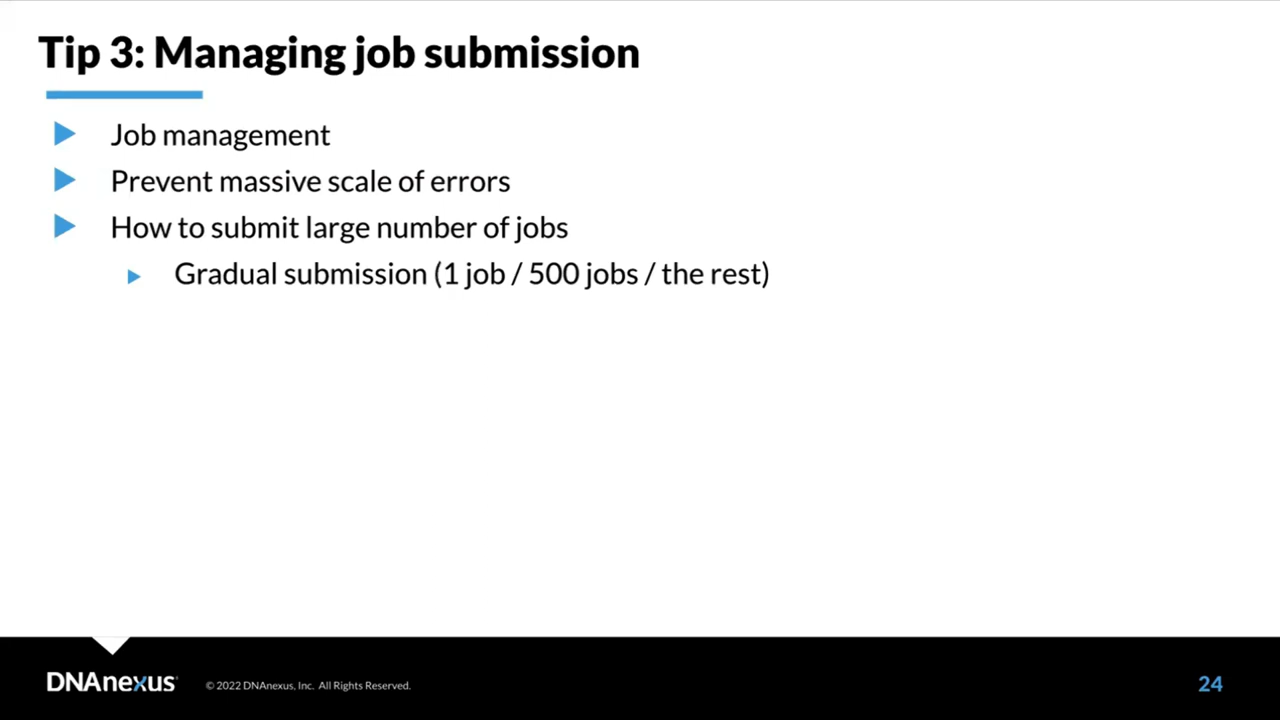 Tip 3: Managing job submission
Job management
Prevent massive scale of errors
How to submit large number of jobs
Gradual submission (1 job / 500 jobs / the rest)
DNAnexus
© 2022 DNAnexus, Inc. All Rights Reserved.
24